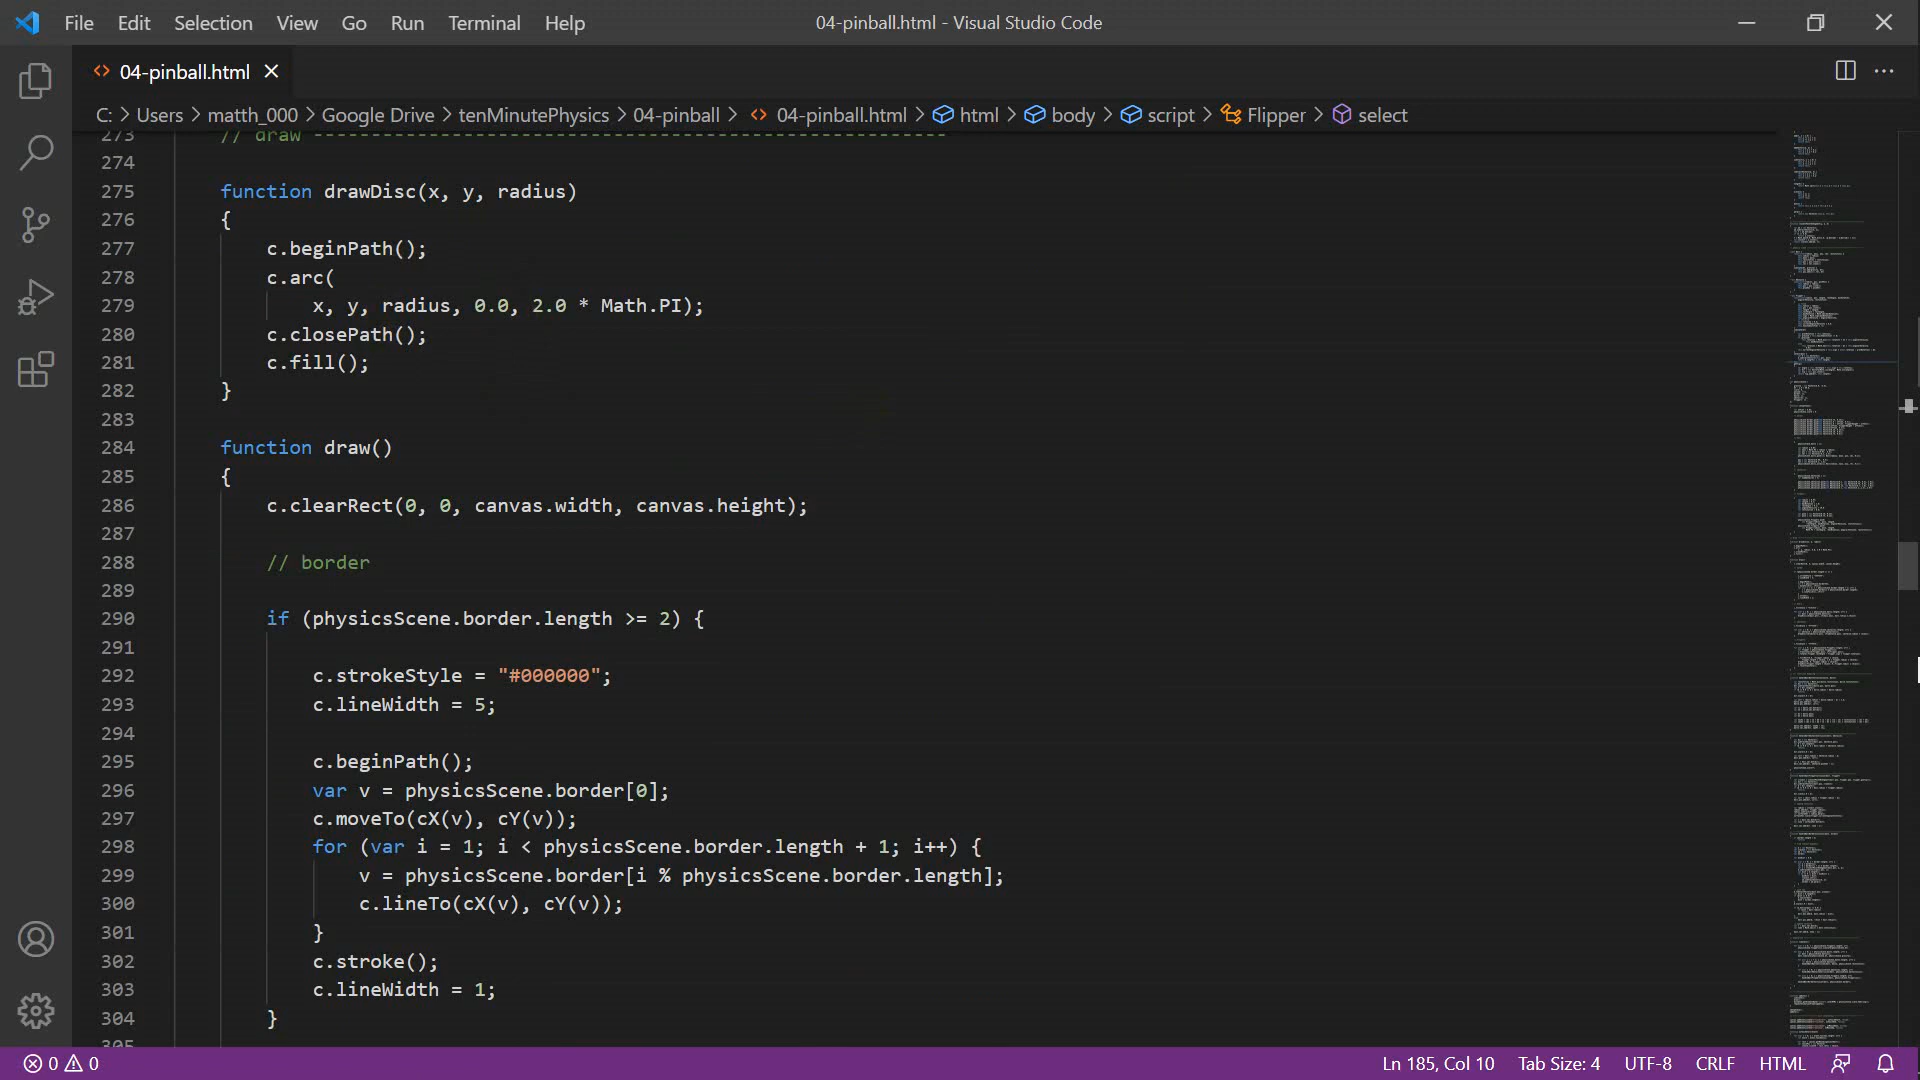 File Edit Selection View Go Run Terminal Help 04-pinball.html - Visual Studio Code
04-pinball.html
C: > Users > matth_000 > Google Drive > tenMinutePhysics > 04-pinball > 04-pinball.html > html > body > script > Flipper > select
273 // draw -------------------------------------------------------
274
275 function drawDisc(x, y, radius)
276 {
277 c.beginPath();
278 c.arc(
279 x, y, radius, 0.0, 2.0 * Math.PI);
280 c.closePath();
281 c.fill();
282 }
283
284 function draw()
285 {
286 c.clearRect(0, 0, canvas.width, canvas.height);
287
288 // border
289
290 if (physicsScene.border.length >= 2) {
291
292 c.strokeStyle = "#000000";
293 c.lineWidth = 5;
294
295 c.beginPath();
296 var v = physicsScene.border[0];
297 c.moveTo(cX(v), cY(v));
298 for (var i = 1; i < physicsScene.border.length + 1; i++) {
299 v = physicsScene.border[i % physicsScene.border.length];
300 c.lineTo(cX(v), cY(v));
301 }
302 c.stroke();
303 c.lineWidth = 1;
304 }
305
0 0 Ln 185, Col 10 Tab Size: 4 UTF-8 CRLF HTML